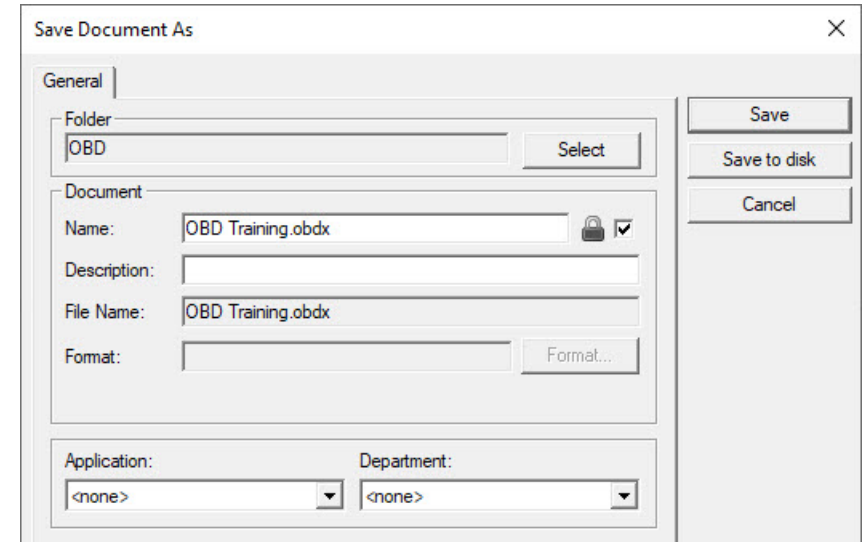 Save Document As
General
Folder
OBD
Select
Document
Name:
OBD Training.obdx
Description:
File Name:
OBD Training.obdx
Format:
Format...
Application:
Department:
<none>
<none>
Save
Save to disk
Cancel